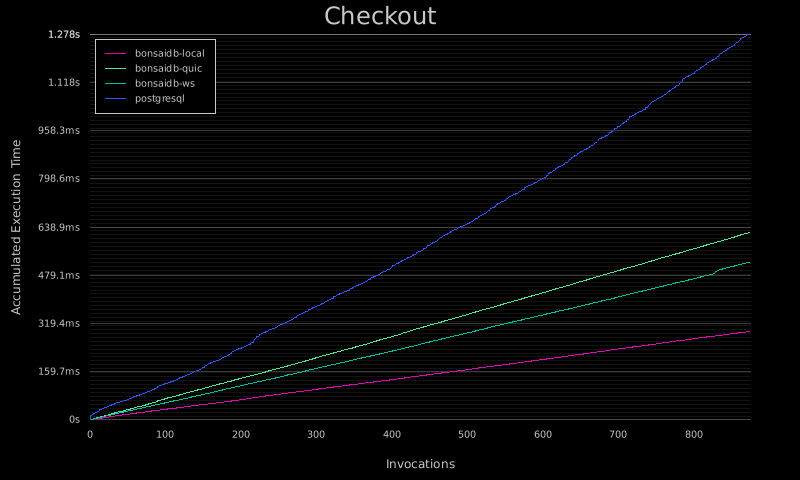 Checkout
1.278s
bonsaidb-local
bonsaidb-quic
bonsaidb-ws
postgresql
1.118s
958.3ms
798.6ms
638.9ms
479.1ms
319.4ms
159.7ms
0s
Accumulated Execution Time
0 100 200 300 400 500 600 700 800
Invocations